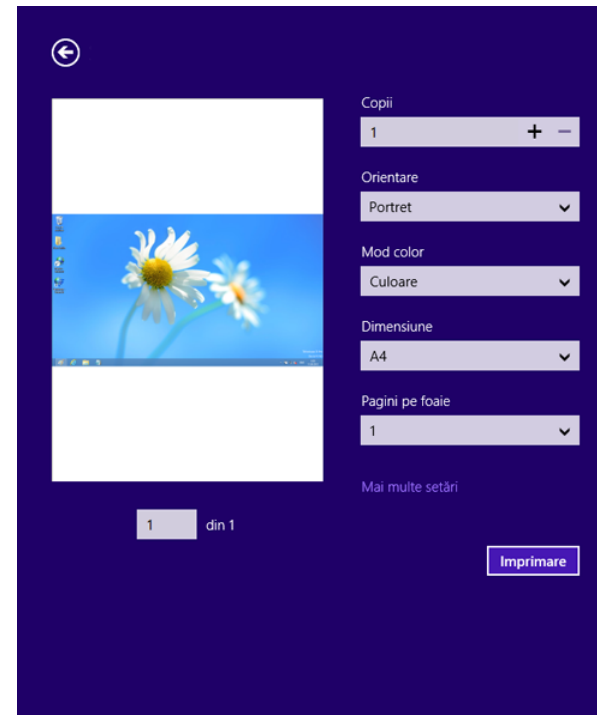 Copii
1
Orientare
Portret
Mod color
Culoare
Dimensiune
A4
Pagini pe foaie
1
Mai multe setări
1 din 1
Imprimare